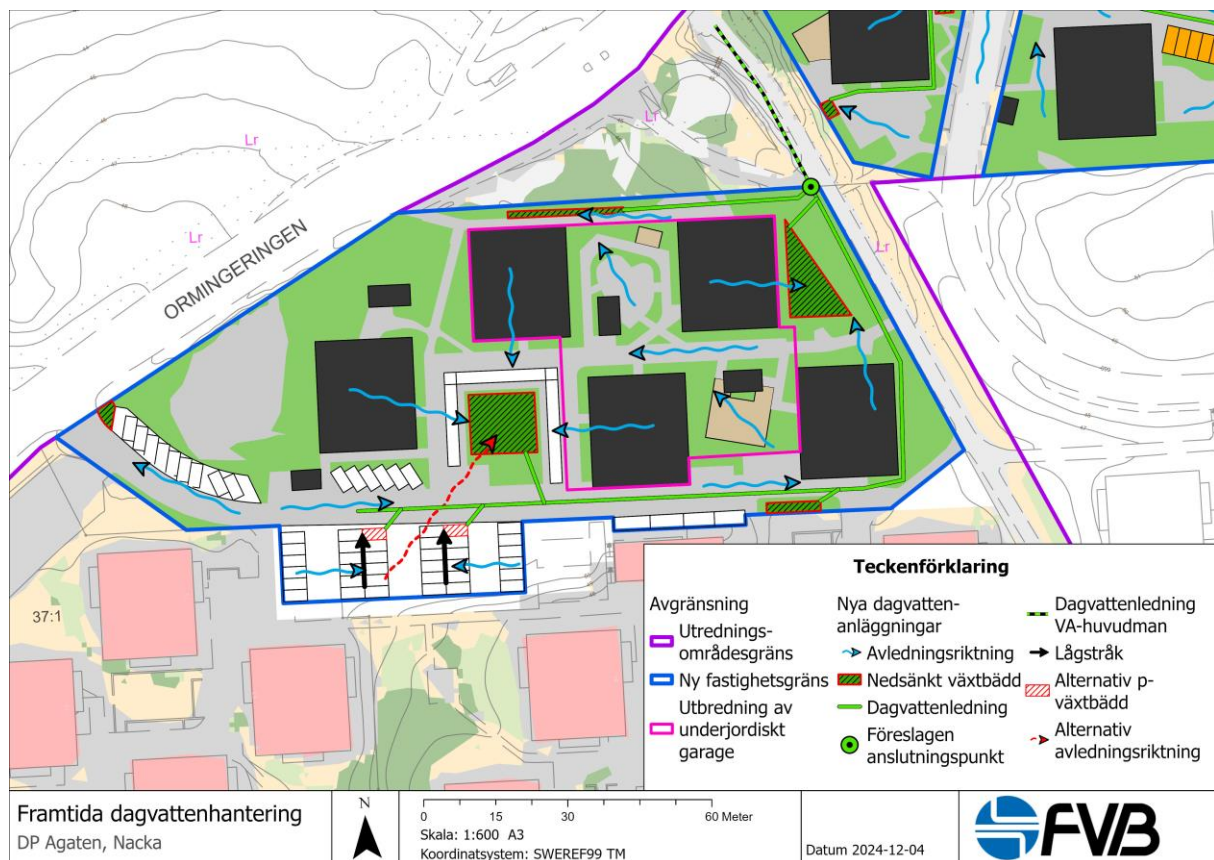 Lr
Lr
Lr
Lr
ORMINGERINGEN
37:1
Teckenförklaring
Avgränsning
Utrednings-
områdesgräns
Ny fastighetsgräns
Utbredning av
underjordiskt
garage
Nya dagvatten-
anläggningar
Avledningsriktning
Nedsänkt växtbädd
Dagvattenledning
Föreslagen
anslutningspunkt
Dagvattenledning
VA-huvudman
Lågstråk
Alternativ p-
växtbädd
Alternativ
avledningsriktning
Framtida dagvattenhantering
DP Agaten, Nacka
N
0 15 30 60 Meter
Skala: 1:600 A3
Koordinatsystem: SWEREF99 TM
Datum 2024-12-04
FVB